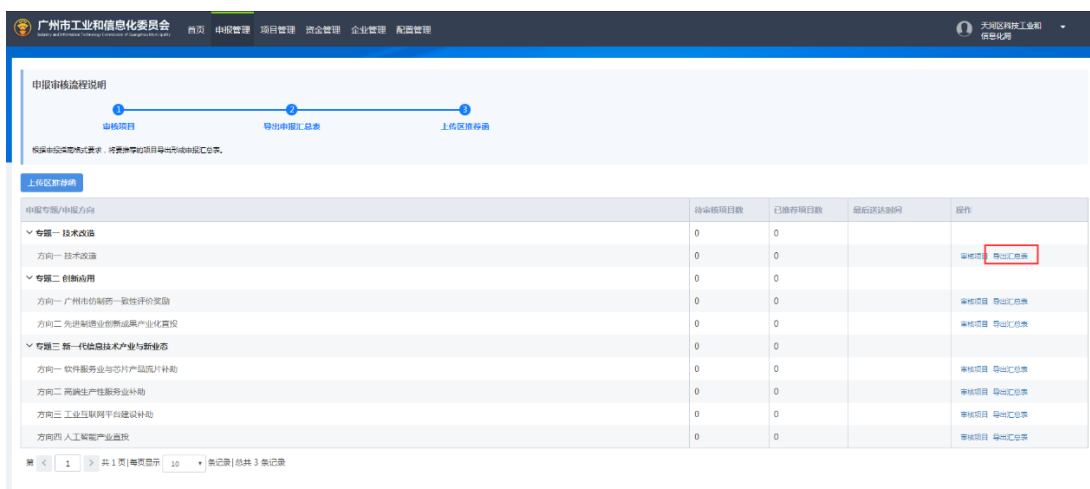 广州市工业和信息化委员会 首页 申报管理 项目管理 资金管理 企业管理 配置管理 天河区科技工业和信息化局
申报审核流程说明
1 2 3
审核项目 导出申报汇总表 上传区推荐函
根据申报指南格式要求，将要推荐的项目导出形成申报汇总表。
上传区推荐函
申报专题/申报方向 待审核项目数 已推荐项目数 最后送达时间 操作
专题一 技术改造 0 0
方向一 技术改造 0 0 审核项目 导出汇总表
专题二 创新应用 0 0
方向一 广州市仿制药一致性评价奖励 0 0 审核项目 导出汇总表
方向二 先进制造业创新成果产业化直投 0 0 审核项目 导出汇总表
专题三 新一代信息技术产业与新业态 0 0
方向一 软件服务业与芯片产品流片补助 0 0 审核项目 导出汇总表
方向二 高端生产性服务业补助 0 0 审核项目 导出汇总表
方向三 工业互联网平台建设补助 0 0 审核项目 导出汇总表
方向四 人工智能产业直投 0 0 审核项目 导出汇总表
第 < 1 > 共 1 页|每页显示 10 条记录|总共 3 条记录